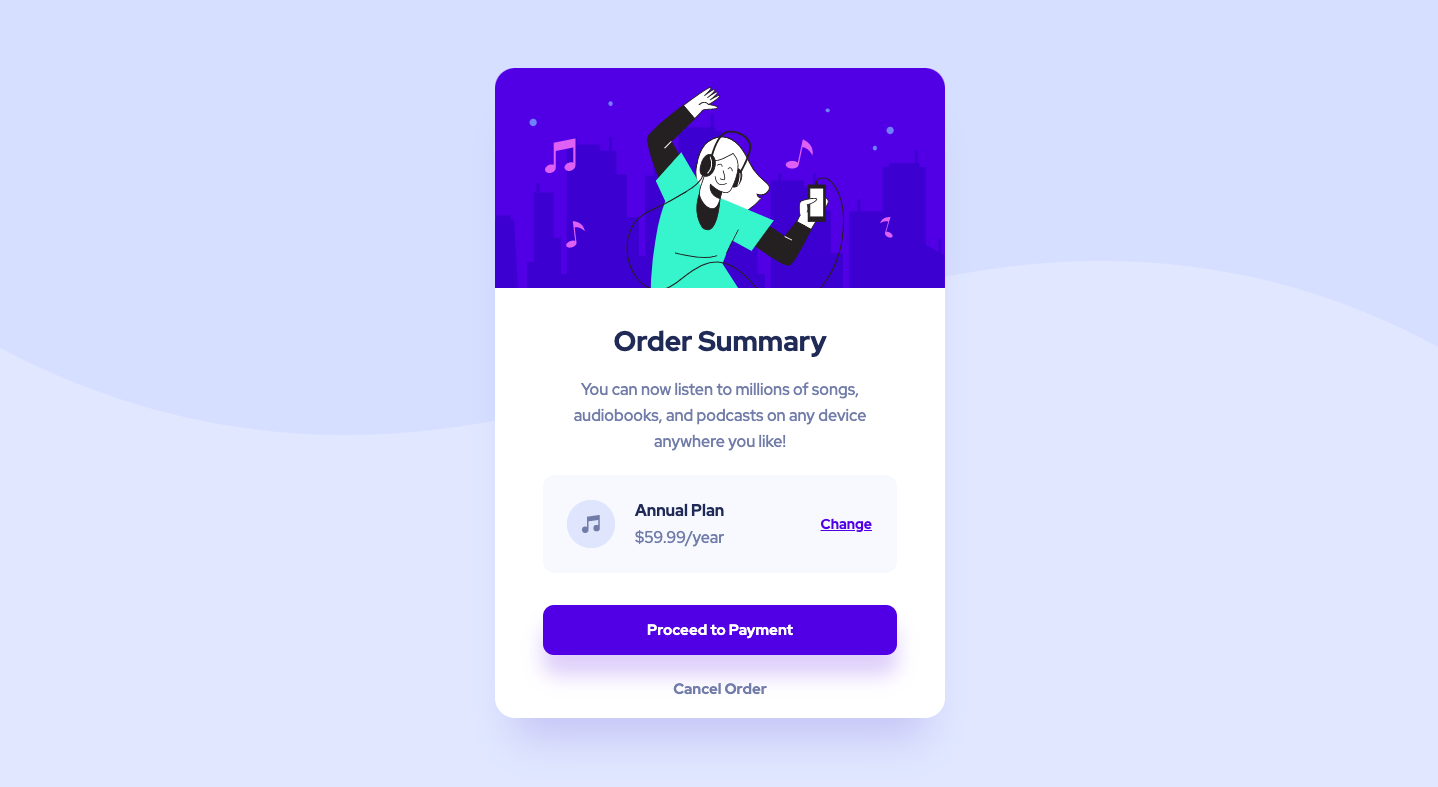 Order Summary
You can now listen to millions of songs,
audiobooks, and podcasts on any device
anywhere you like!
Annual Plan
$59.99/year
Change
Proceed to Payment
Cancel Order